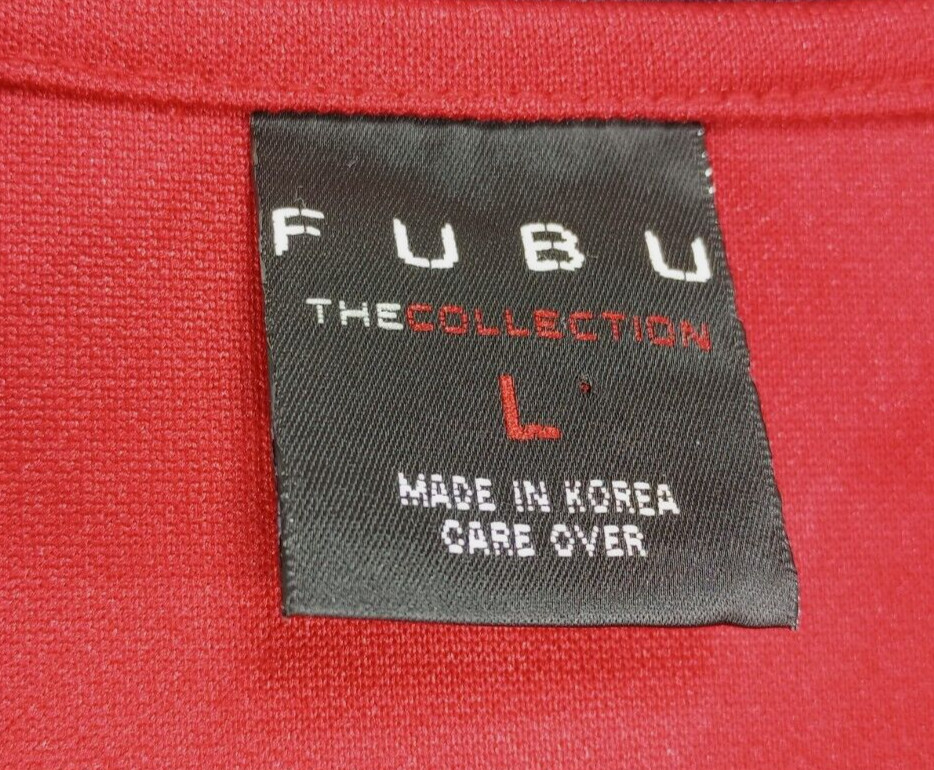 FUBU
THECOLLECTION
L
MADE IN KOREA
CARE OVER